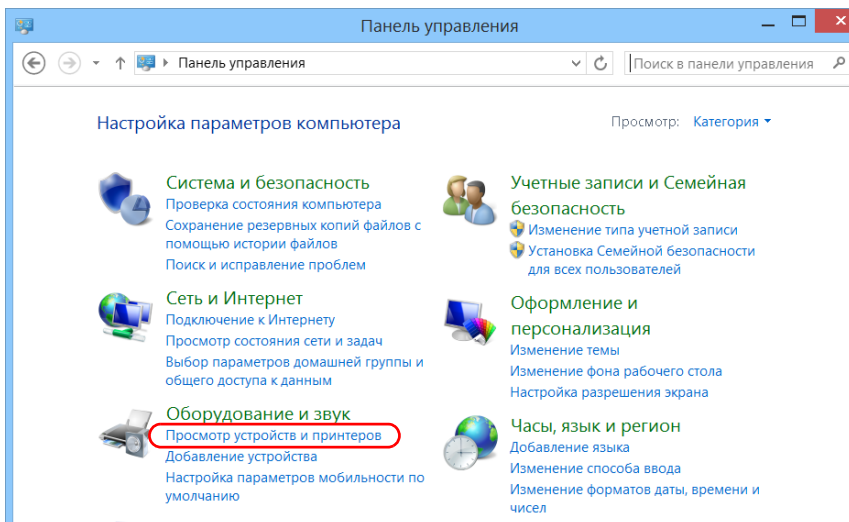 Панель управления
Панель управления
Поиск в панели управления
Настройка параметров компьютера
Просмотр: Категория
Система и безопасность
Проверка состояния компьютера
Сохранение резервных копий файлов с
помощью истории файлов
Поиск и исправление проблем
Сеть и Интернет
Подключение к Интернету
Просмотр состояния сети и задач
Выбор параметров домашней группы и
общего доступа к данным
Оборудование и звук
Просмотр устройств и принтеров
Добавление устройства
Настройка параметров мобильности по
умолчанию
Учетные записи и Семейная
безопасность
Изменение типа учетной записи
Установка Семейной безопасности
для всех пользователей
Оформление и
персонализация
Изменение темы
Изменение фона рабочего стола
Настройка разрешения экрана
Часы, язык и регион
Добавление языка
Изменение способа ввода
Изменение форматов даты, времени и
чисел